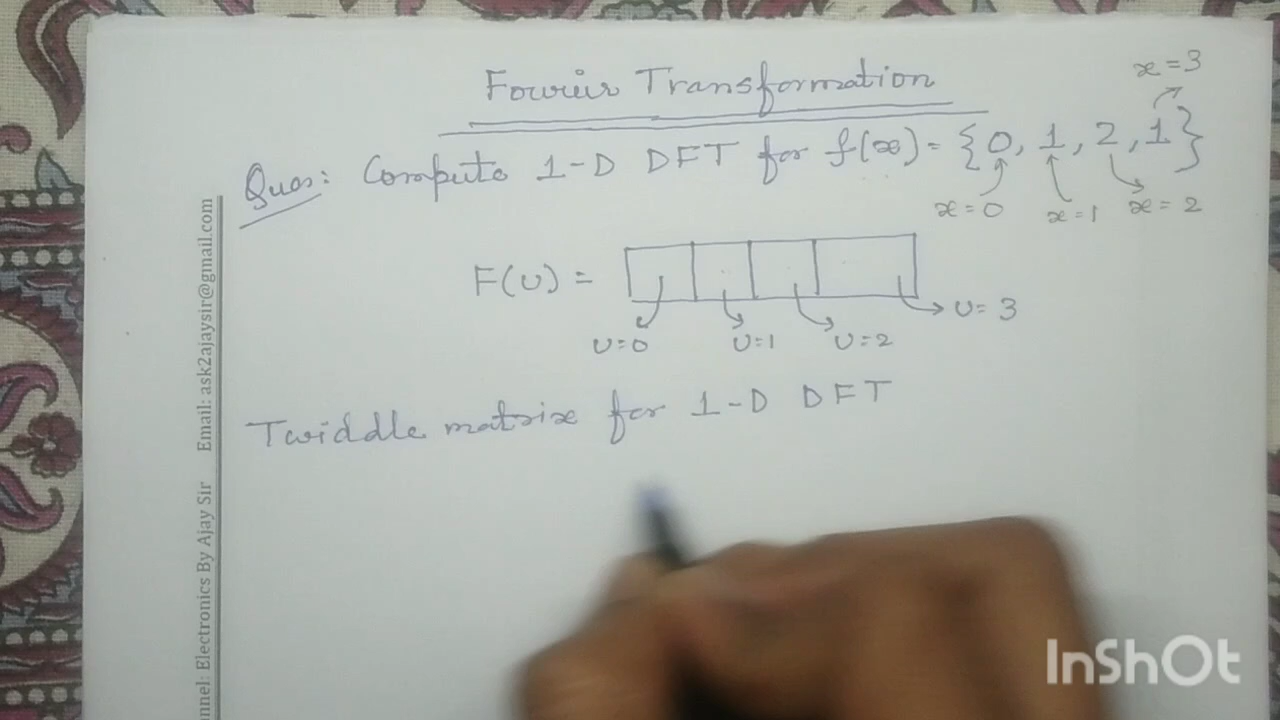 Fourier Transformation
x=3
Ques: Compute 1-D DFT for f(x) = {0, 1, 2, 1}
x=0 x=1 x=2
F(U) =
U=3
U=0 U=1 U=2
Twiddle matrix for 1-D DFT
nnel: Electronics By Ajay Sir Email: ask2ajaysir@gmail.com
InShOt